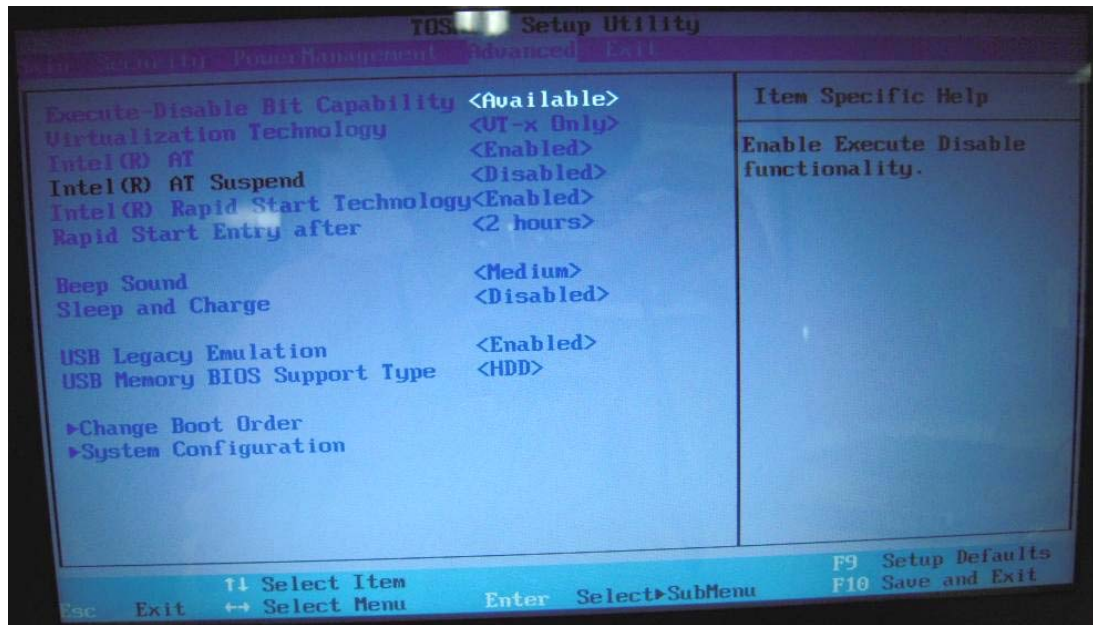 Setup Utility
Security PowerManagement Advanced Exit
Execute-Disable Bit Capability <Available>
Virtualization Technology <VT-x Only>
Intel(R) AT <Enabled>
Intel(R) AT Suspend <Disabled>
Intel(R) Rapid Start Technology<Enabled>
Rapid Start Entry after <2 hours>
Beep Sound <Medium>
Sleep and Charge <Disabled>
USB Legacy Emulation <Enabled>
USB Memory BIOS Support Type <HDD>
▶Change Boot Order
▶System Configuration
Item Specific Help
Enable Execute Disable
functionality.
↑↓ Select Item F9 Setup Defaults
Esc Exit ↔ Select Menu Enter Select▶SubMenu F10 Save and Exit